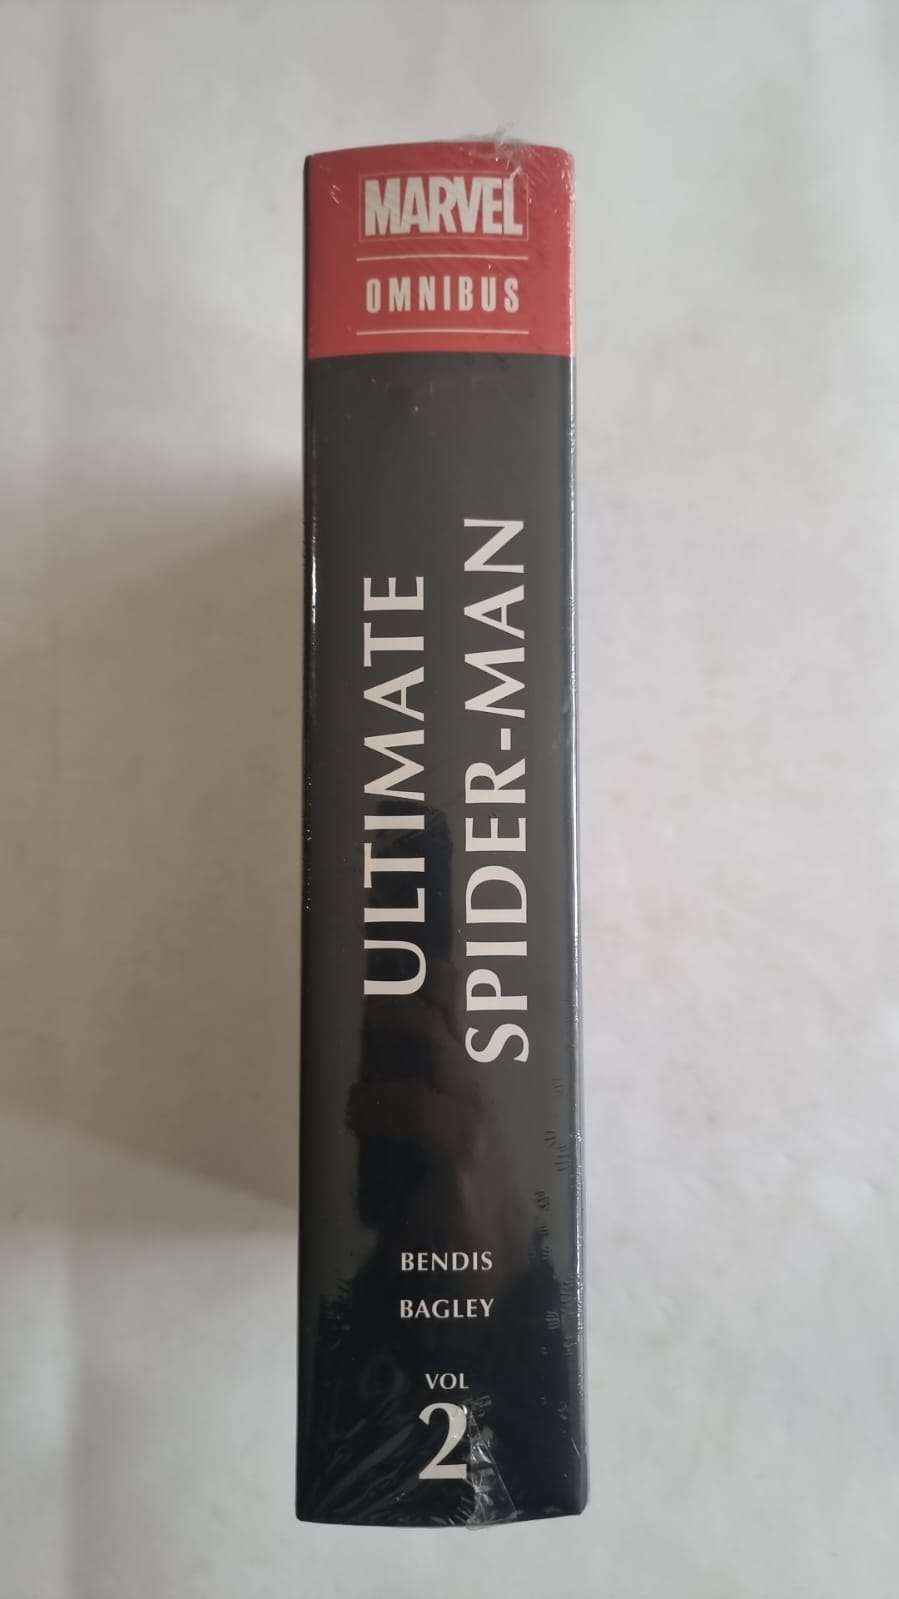 MARVEL
OMNIBUS
ULTIMATE
SPIDER-MAN
BENDIS
BAGLEY
VOL
2